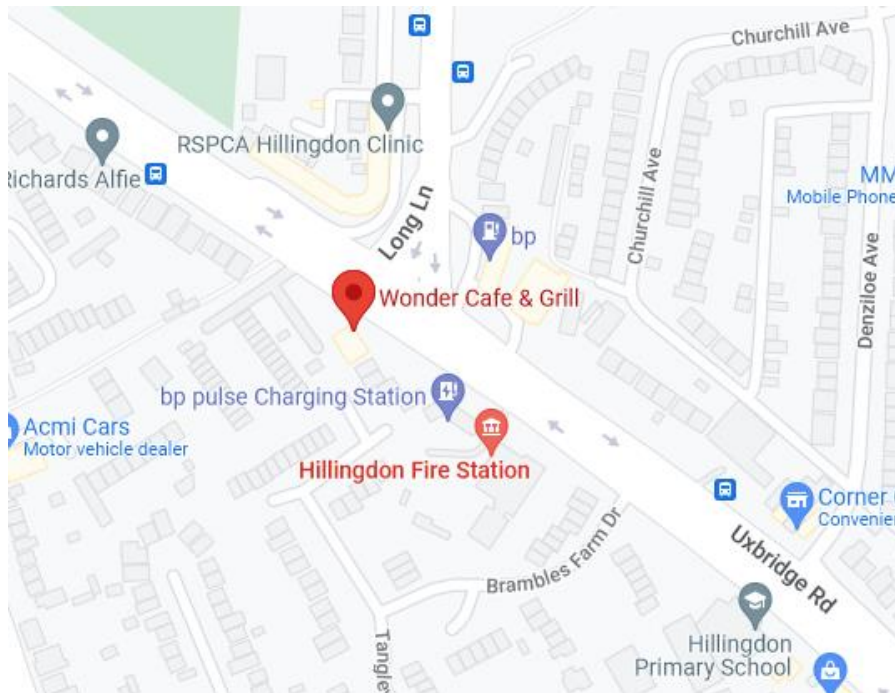 Churchill Ave
RSPCA Hillingdon Clinic
Richards Alfie
MM
Mobile Phone
Churchill Ave
Long Ln
bp
Denziloe Ave
Wonder Cafe & Grill
bp pulse Charging Station
Acmi Cars
Motor vehicle dealer
Hillingdon Fire Station
Corner
Convenien
Uxbridge Rd
Brambles Farm Dr
Hillingdon
Primary School
Tangle